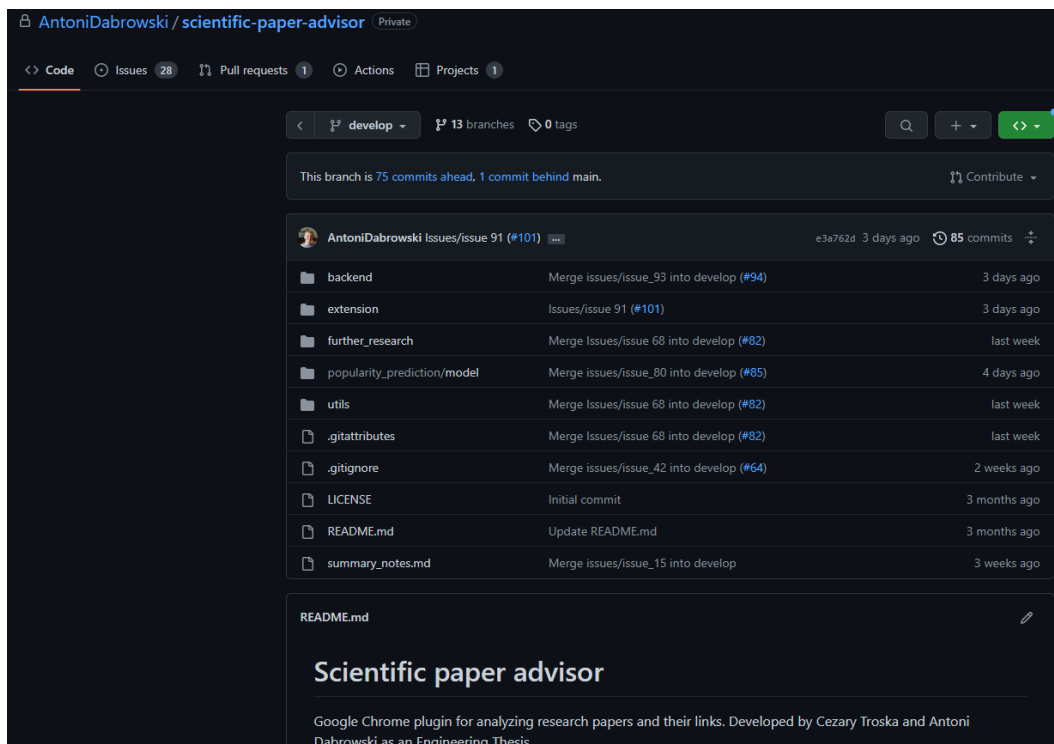 AntoniDabrowski / scientific-paper-advisor Private
<> Code Issues 28 Pull requests 1 Actions Projects 1
develop 13 branches 0 tags
This branch is 75 commits ahead, 1 commit behind main. Contribute
AntoniDabrowski Issues/issue 91 (#101) ... e3a762d 3 days ago 85 commits
backend Merge issues/issue_93 into develop (#94) 3 days ago
extension Issues/issue 91 (#101) 3 days ago
further_research Merge Issues/issue 68 into develop (#82) last week
popularity_prediction/model Merge issues/issue_80 into develop (#85) 4 days ago
utils Merge Issues/issue 68 into develop (#82) last week
.gitattributes Merge Issues/issue 68 into develop (#82) last week
.gitignore Merge issues/issue_42 into develop (#64) 2 weeks ago
LICENSE Initial commit 3 months ago
README.md Update README.md 3 months ago
summary_notes.md Merge issues/issue_15 into develop 3 weeks ago
README.md
Scientific paper advisor
Google Chrome plugin for analyzing research papers and their links. Developed by Cezary Troska and Antoni
Dabrowski as an Engineering Thesis